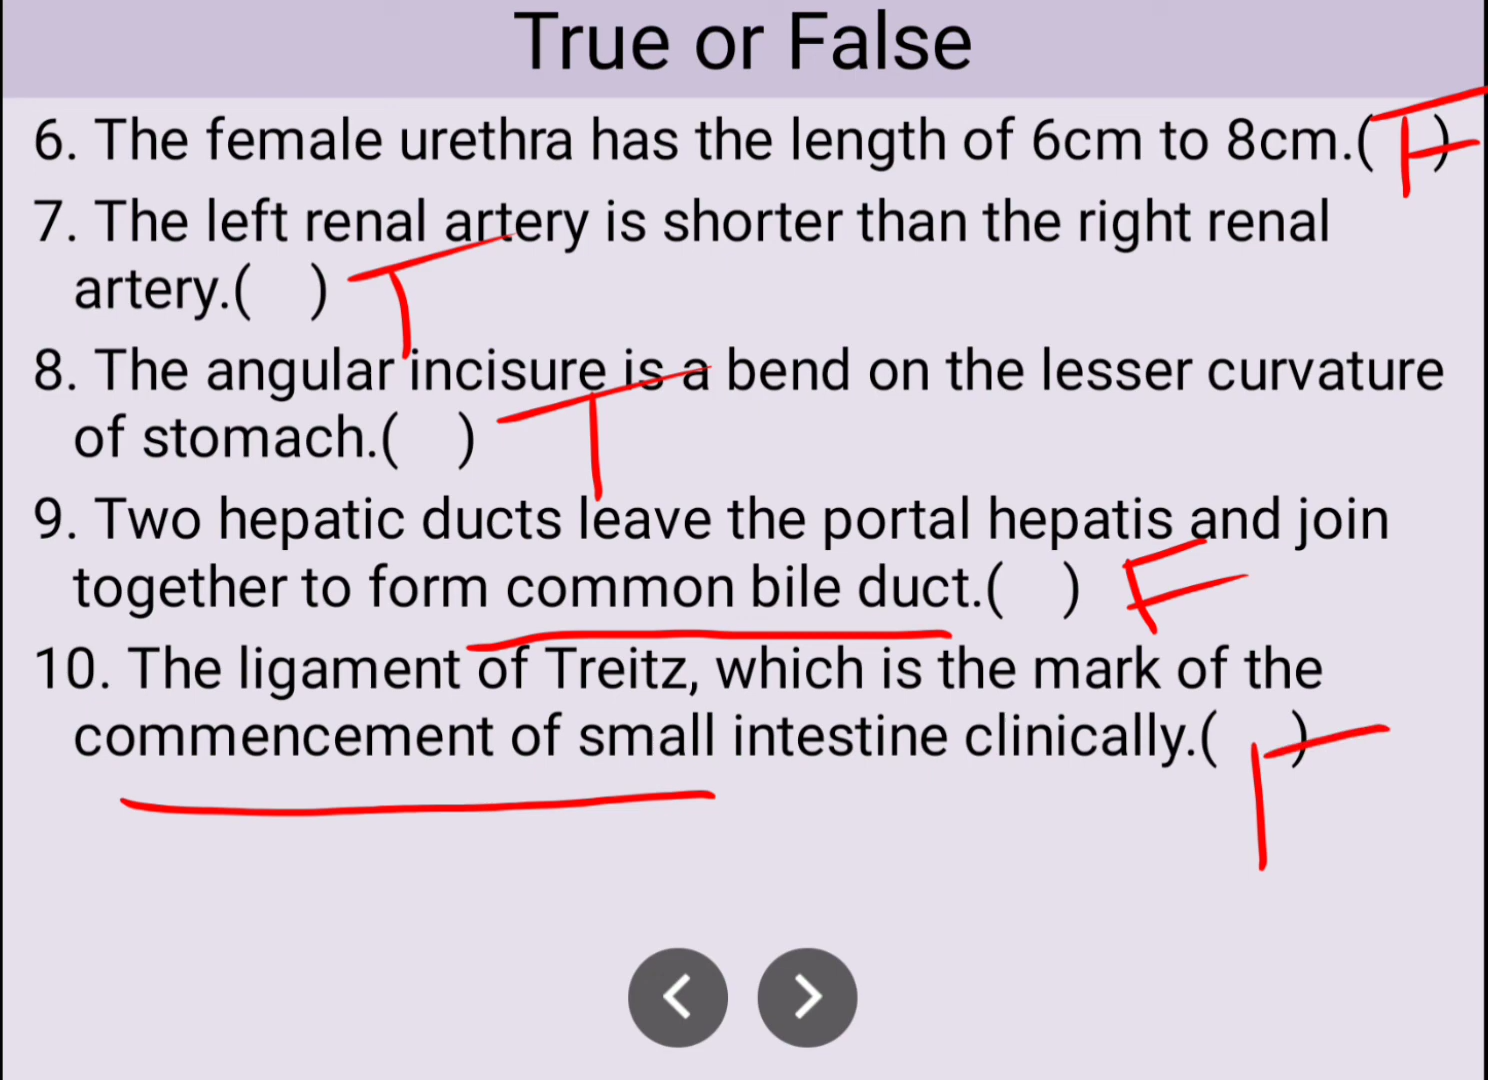 True or False
6. The female urethra has the length of 6cm to 8cm.(F)
7. The left renal artery is shorter than the right renal
artery.( ) T
8. The angular incisure is a bend on the lesser curvature
of stomach.( ) T
9. Two hepatic ducts leave the portal hepatis and join
together to form common bile duct.( ) F
10. The ligament of Treitz, which is the mark of the
commencement of small intestine clinically.( )